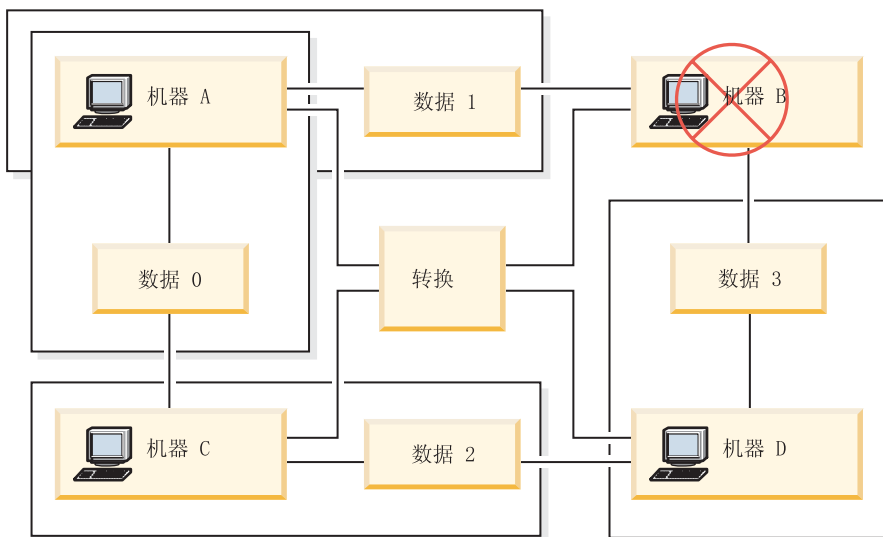 机器 A
数据 1
机器 B
数据 0
转换
数据 3
机器 C
数据 2
机器 D